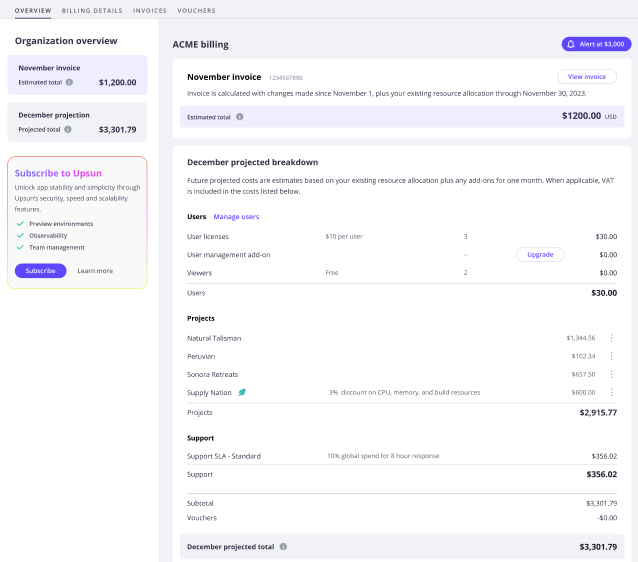 OVERVIEW BILLING DETAILS INVOICES VOUCHERS
Organization overview
November invoice
Estimated total $1,200.00
December projection
Projected total $3,301.79
Subscribe to Upsun
Unlock app stability and simplicity through
Upsun's security, speed and scalability
features.
Preview environments
Observability
Team management
Subscribe Learn more
ACME billing
Alert at $3,000
November invoice 1234567890
View invoice
Invoice is calculated with changes made since November 1, plus your existing resource allocation through November 30, 2023.
Estimated total $1200.00 USD
December projected breakdown
Future projected costs are estimates based on your existing resource allocation plus any add-ons for one month. When applicable, VAT
is included in the costs listed below.
Users Manage users
User licenses $10 per user 3 $30.00
User management add-on – Upgrade $0.00
Viewers Free 2 $0.00
Users $30.00
Projects
Natural Talisman $1,344.56
Peruvian $102.34
Sonora Retreats $657.50
Supply Nation 3% discount on CPU, memory, and build resources $600.00
Projects $2,915.77
Support
Support SLA - Standard 10% global spend for 8 hour response $356.02
Support $356.02
Subtotal $3,301.79
Vouchers -$0.00
December projected total $3,301.79